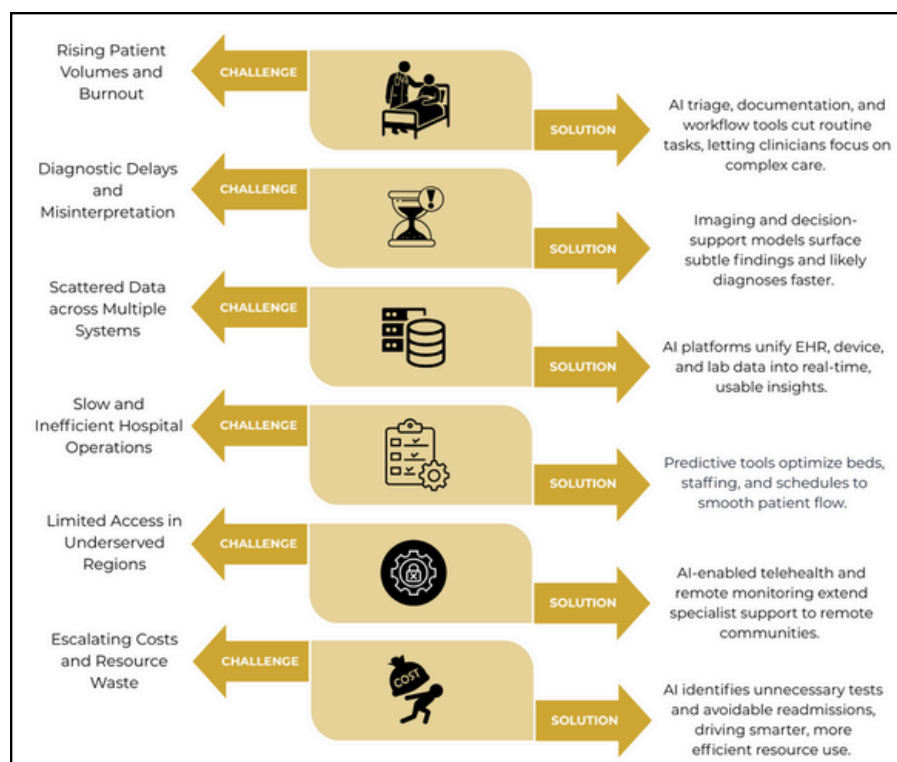 Rising Patient
Volumes and
Burnout
CHALLENGE
SOLUTION
AI triage, documentation, and
workflow tools cut routine
tasks, letting clinicians focus on
complex care.
Diagnostic Delays
and
Misinterpretation
CHALLENGE
SOLUTION
Imaging and decision-
support models surface
subtle findings and likely
diagnoses faster.
Scattered Data
across Multiple
Systems
CHALLENGE
SOLUTION
AI platforms unify EHR, device,
and lab data into real-time,
usable insights.
Slow and
Inefficient Hospital
Operations
CHALLENGE
SOLUTION
Predictive tools optimize beds,
staffing, and schedules to
smooth patient flow.
Limited Access in
Underserved
Regions
CHALLENGE
SOLUTION
AI-enabled telehealth and
remote monitoring extend
specialist support to remote
communities.
Escalating Costs
and Resource
Waste
CHALLENGE
COST
SOLUTION
AI identifies unnecessary tests
and avoidable readmissions,
driving smarter, more
efficient resource use.